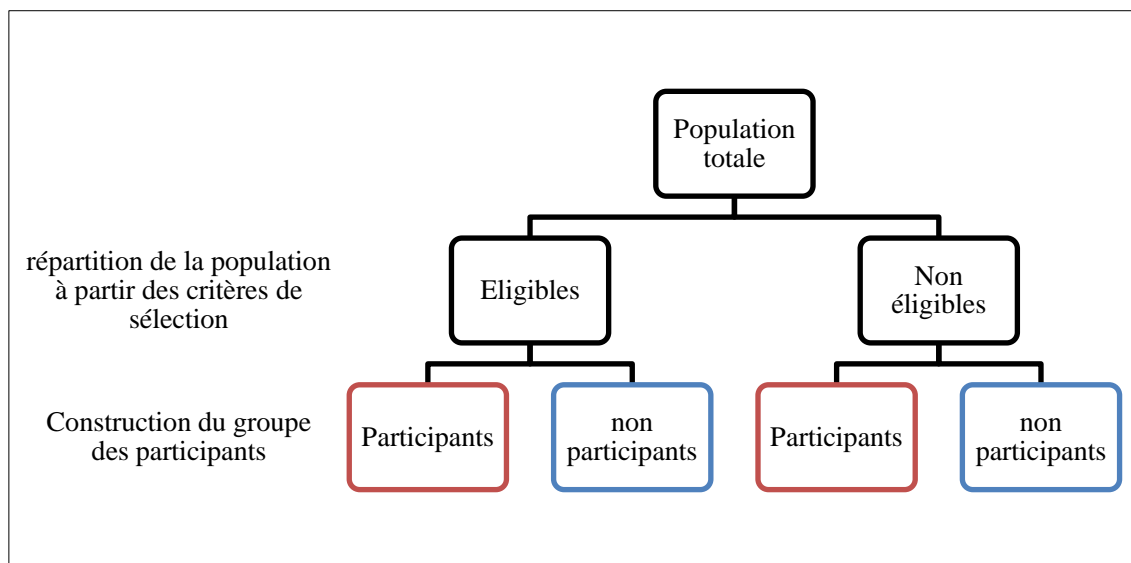 Population
totale
répartition de la population
à partir des critères de
sélection
Eligibles
Non
éligibles
Construction du groupe
des participants
Participants
non
participants
Participants
non
participants